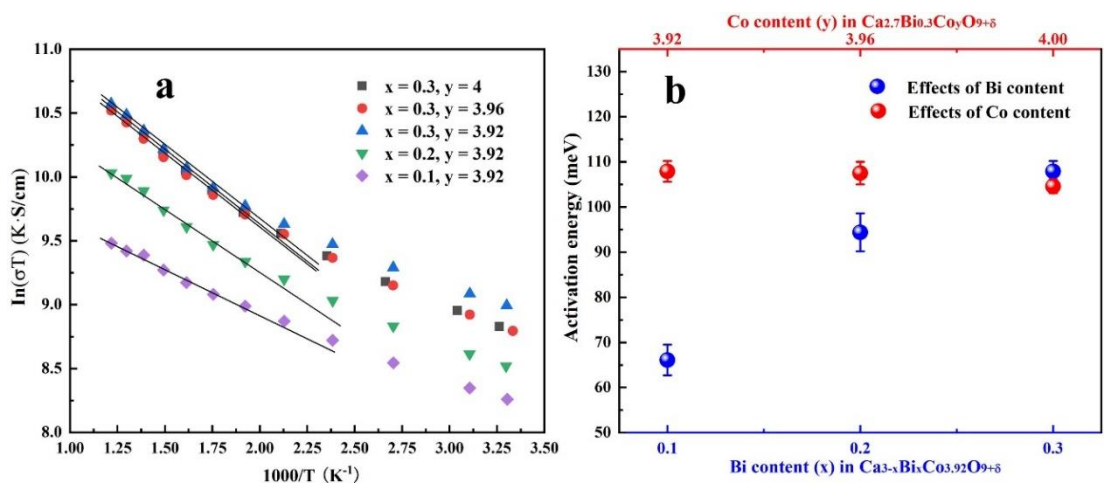 a
x = 0.3, y = 4
x = 0.3, y = 3.96
x = 0.3, y = 3.92
x = 0.2, y = 3.92
x = 0.1, y = 3.92
In(σT) (K·S/cm)
11.0
10.5
10.0
9.5
9.0
8.5
8.0
1.00 1.25 1.50 1.75 2.00 2.25 2.50 2.75 3.00 3.25 3.50
1000/T (K-1)
Co content (y) in Ca2.7Bi0.3CoyO9+δ
3.92 3.96 4.00
b
Effects of Bi content
Effects of Co content
Activation energy (meV)
130
120
110
100
90
80
70
60
50
0.1 0.2 0.3
Bi content (x) in Ca3-xBixCo3.92O9+δ